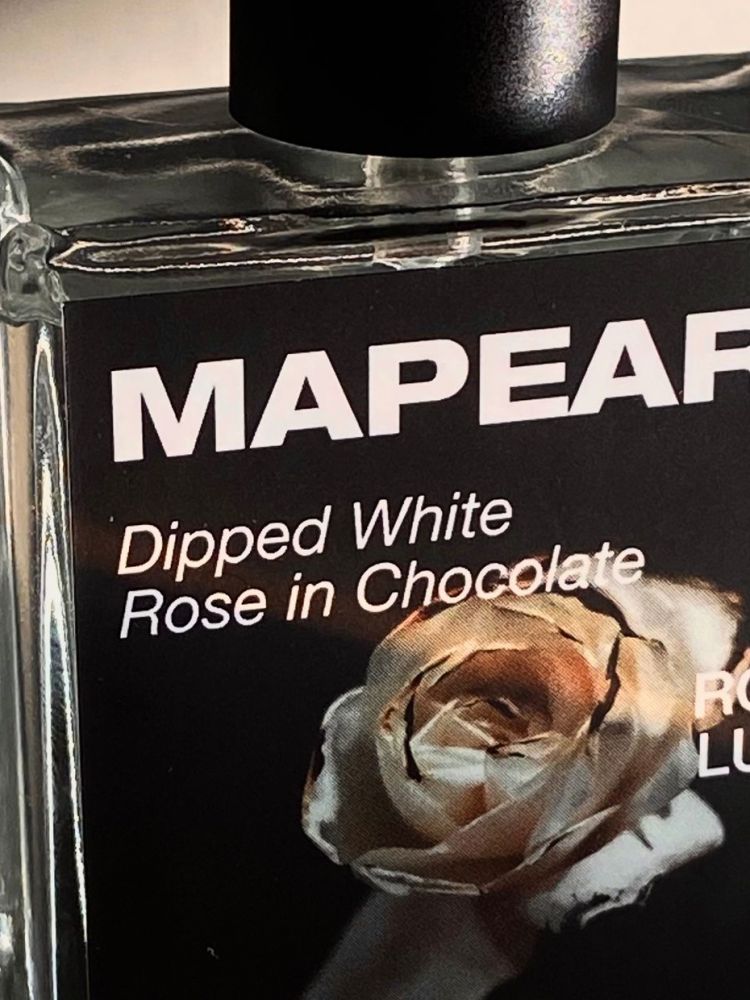 MAPEAR
Dipped White
Rose in Chocolate